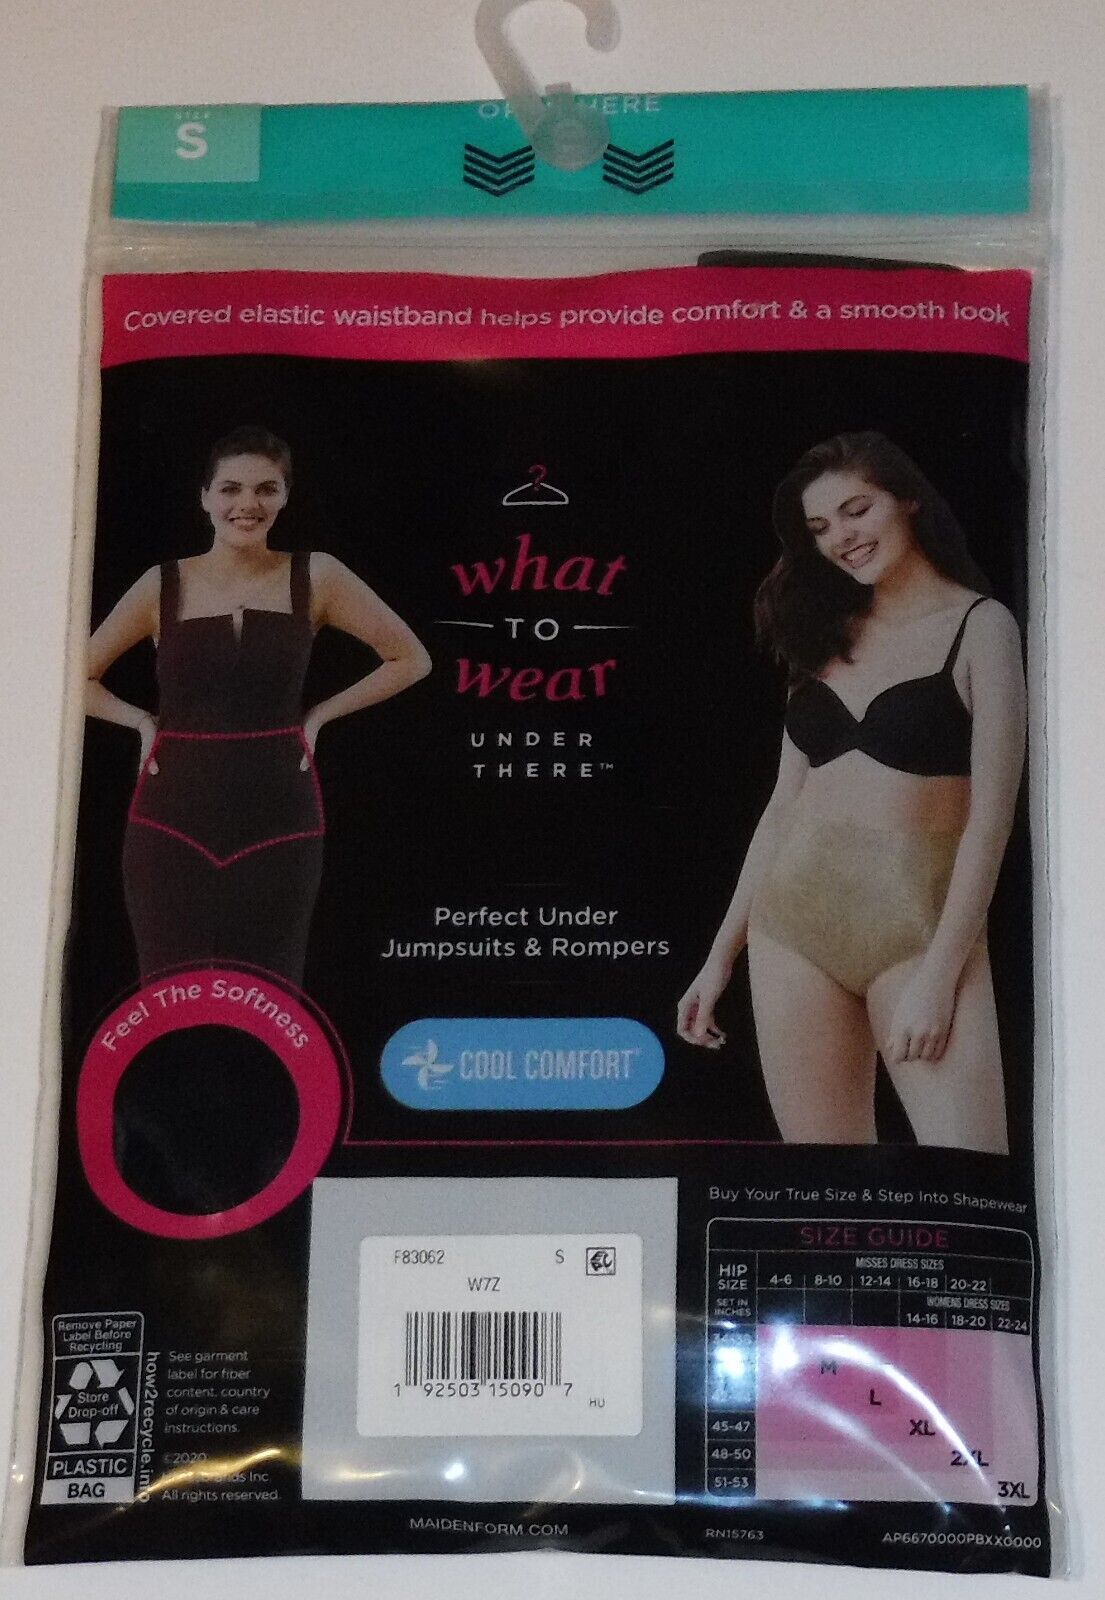 SIZE
S
HERE
Covered elastic waistband helps provide comfort & a smooth look
?
what
TO
wear
UNDER
THERE™
Perfect Under
Jumpsuits & Rompers
Feel The Softness
COOL COMFORT
Buy Your True Size & Step Into Shapewear
SIZE GUIDE
HIP SIZE
SET IN INCHES
MISSES DRESS SIZES
4-6 8-10 12-14 16-18 20-22
WOMENS DRESS SIZES
14-16 18-20 22-24
M
L
45-47 XL
48-50 2XL
51-53 3XL
F83062 S
W7Z
1 92503 15090 7
HU
Remove Paper
Label Before
Recycling
Store
Drop-off
PLASTIC
BAG
how2recycle.info
See garment
label for fiber
content, country
of origin & care
instructions.
©2020
Inc.
All rights reserved.
MAIDENFORM.COM
RN15763
AP6670000PBXX0000